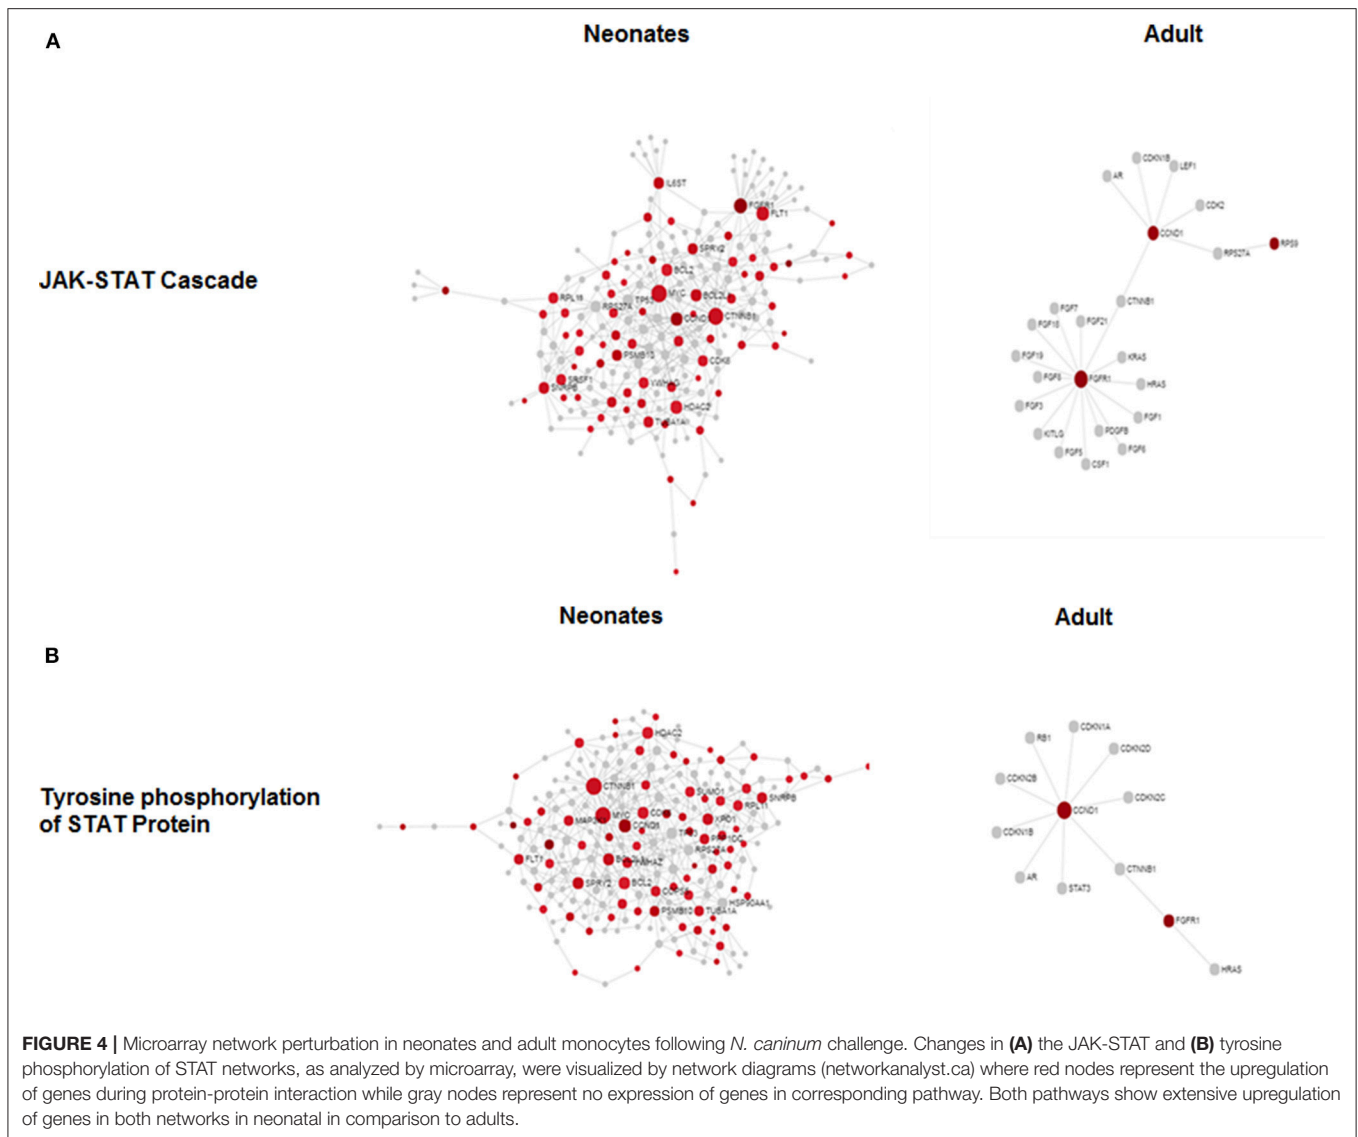 A
Neonates
Adult
JAK-STAT Cascade
IL6ST
FGFR1
FLT1
SPRY2
BCL2
MYC
RPS27A
CTNNB1
PSMB10
CDK6
SRSF1
SNRPB
YWHAG
HDAC2
CDKN1B
LEF1
AR
CDK2
CCND1
RPS9
RPS27A
CTNNB1
FGF7
FGF21
KRAS
FGF19
FGFR1
HRAS
FGF3
FGF1
KITLG
PDGFB
FGF5
FGF6
CSF1
Neonates
Adult
B
Tyrosine phosphorylation
of STAT Protein
HDAC2
CTNNB1
SUMO1
SNRPB
RPL11
MYC
CCND1
FLT1
SPRY2
BCL2
HSP90AA1
PSMB10
TUBA1A
CDKN1A
RB1
CDKN2D
CDKN2B
CDKN2C
CCND1
CDKN1B
CTNNB1
AR
STAT3
FGFR1
HRAS
FIGURE 4 | Microarray network perturbation in neonates and adult monocytes following N. caninum challenge. Changes in (A) the JAK-STAT and (B) tyrosine
phosphorylation of STAT networks, as analyzed by microarray, were visualized by network diagrams (networkanalyst.ca) where red nodes represent the upregulation
of genes during protein-protein interaction while gray nodes represent no expression of genes in corresponding pathway. Both pathways show extensive upregulation
of genes in both networks in neonatal in comparison to adults.